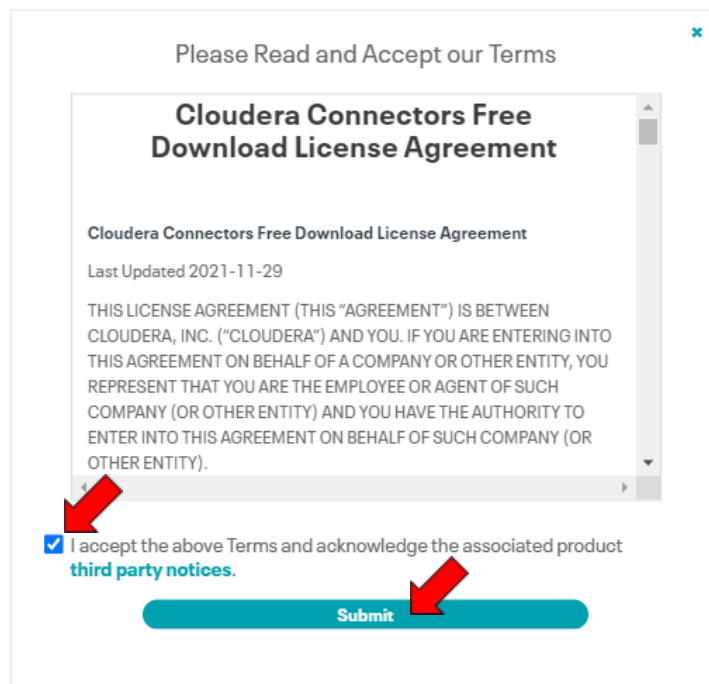 Please Read and Accept our Terms
Cloudera Connectors Free
Download License Agreement
Cloudera Connectors Free Download License Agreement
Last Updated 2021-11-29
THIS LICENSE AGREEMENT (THIS “AGREEMENT”) IS BETWEEN
CLOUDERA, INC. (“CLOUDERA”) AND YOU. IF YOU ARE ENTERING INTO
THIS AGREEMENT ON BEHALF OF A COMPANY OR OTHER ENTITY, YOU
REPRESENT THAT YOU ARE THE EMPLOYEE OR AGENT OF SUCH
COMPANY (OR OTHER ENTITY) AND YOU HAVE THE AUTHORITY TO
ENTER INTO THIS AGREEMENT ON BEHALF OF SUCH COMPANY (OR
OTHER ENTITY).
I accept the above Terms and acknowledge the associated product
third party notices.
Submit